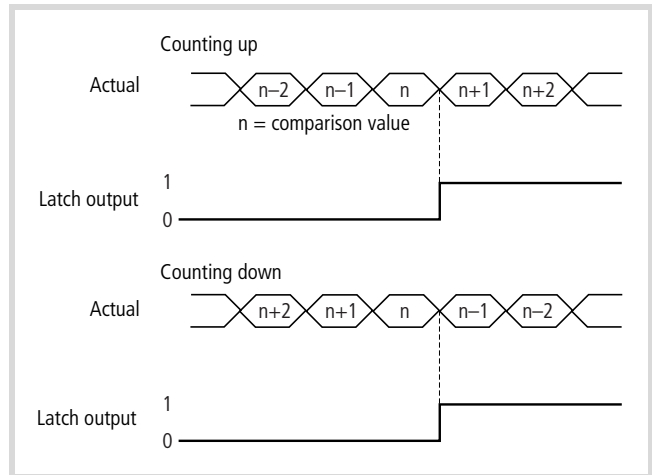 Counting up
Actual n–2 n–1 n n+1 n+2
n = comparison value
1
Latch output
0
Counting down
Actual n+2 n+1 n n–1 n–2
1
Latch output
0